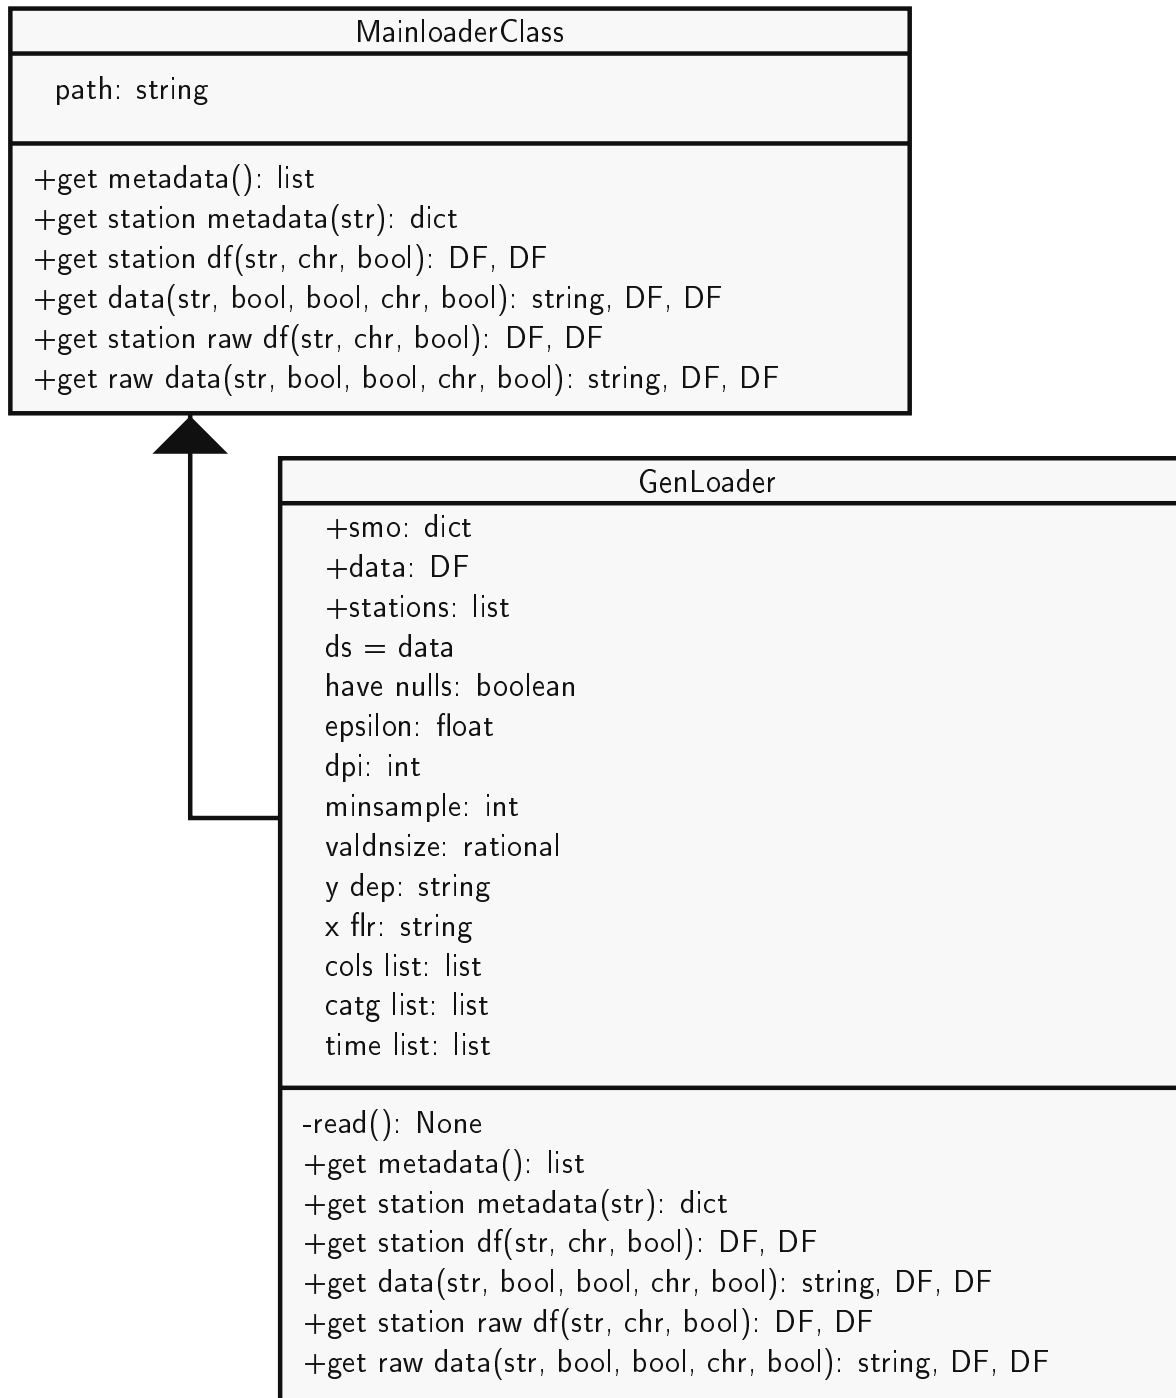 MainloaderClass
path: string
+get metadata(): list
+get station metadata(str): dict
+get station df(str, chr, bool): DF, DF
+get data(str, bool, bool, chr, bool): string, DF, DF
+get station raw df(str, chr, bool): DF, DF
+get raw data(str, bool, bool, chr, bool): string, DF, DF
GenLoader
+smo: dict
+data: DF
+stations: list
ds = data
have nulls: boolean
epsilon: float
dpi: int
minsample: int
valdnsize: rational
y dep: string
x flr: string
cols list: list
catg list: list
time list: list
-read(): None
+get metadata(): list
+get station metadata(str): dict
+get station df(str, chr, bool): DF, DF
+get data(str, bool, bool, chr, bool): string, DF, DF
+get station raw df(str, chr, bool): DF, DF
+get raw data(str, bool, bool, chr, bool): string, DF, DF